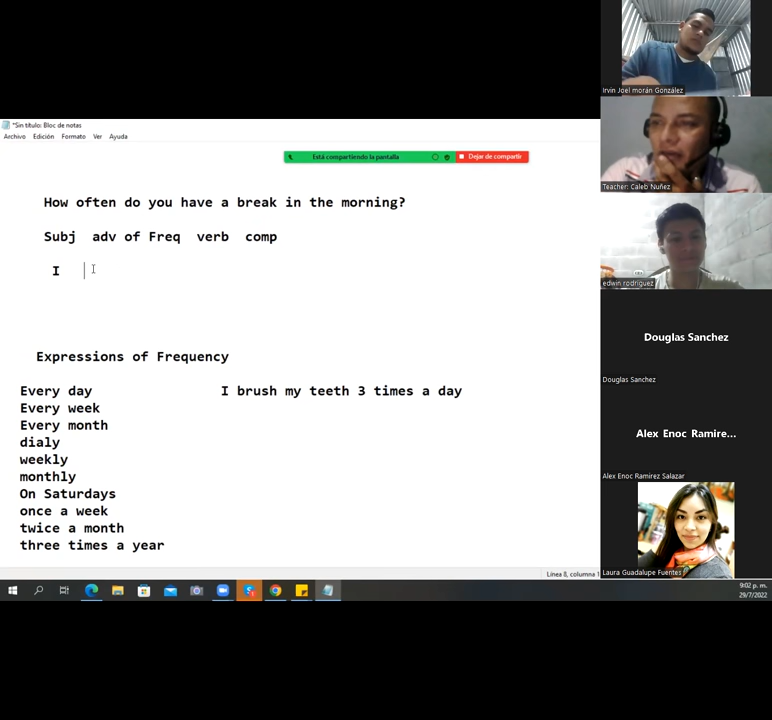 *Sin título: Bloc de notas
Archivo Edición Formato Ver Ayuda
Está compartiendo la pantalla Dejar de compartir
How often do you have a break in the morning?
Subj adv of Freq verb comp
I
Expressions of Frequency
Every day I brush my teeth 3 times a day
Every week
Every month
dialy
weekly
monthly
On Saturdays
once a week
twice a month
three times a year
Línea 8, columna 1
9:02 p. m.
29/7/2022
Irvin Joel morán González
Teacher: Caleb Nuñez
edwin rodriguez
Douglas Sanchez
Douglas Sanchez
Alex Enoc Ramire...
Alex Enoc Ramirez Salazar
Laura Guadalupe Fuentes